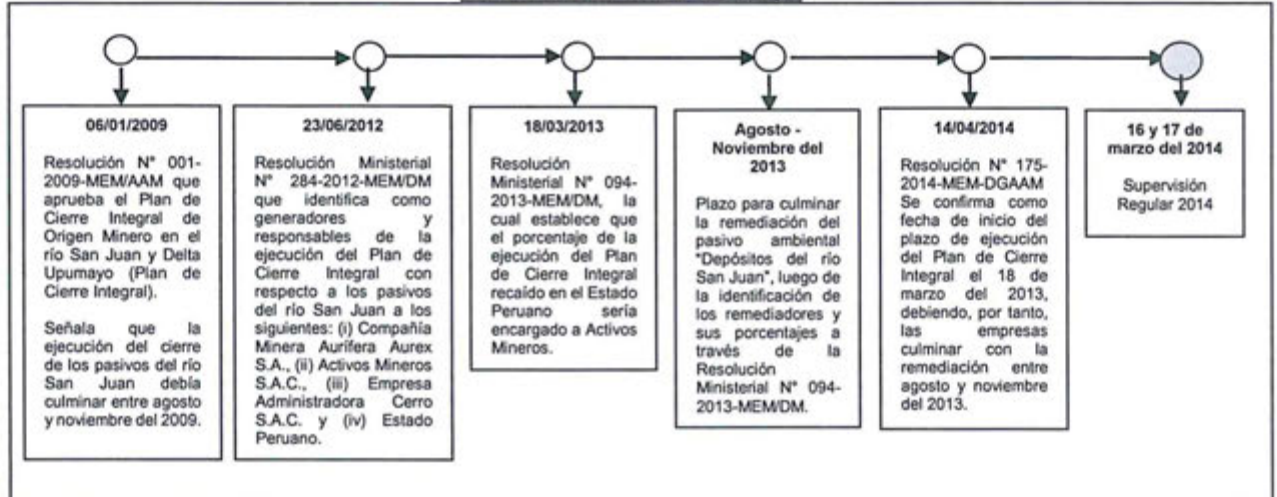 06/01/2009
Resolución N° 001-
2009-MEM/AAM que
aprueba el Plan de
Cierre Integral de
Origen Minero en el
río San Juan y Delta
Upumayo (Plan de
Cierre Integral).
Señala que la
ejecución del cierre
de los pasivos del río
San Juan debía
culminar entre agosto
y noviembre del 2009.
23/06/2012
Resolución Ministerial
N° 284-2012-MEM/DM
que identifica como
generadores y
responsables de la
ejecución del Plan de
Cierre Integral con
respecto a los pasivos
del río San Juan a los
siguientes: (i) Compañía
Minera Aurífera Aurex
S.A., (ii) Activos Mineros
S.A.C., (iii) Empresa
Administradora Cerro
S.A.C. y (iv) Estado
Peruano.
18/03/2013
Resolución
Ministerial N° 094-
2013-MEM/DM, la
cual establece que
el porcentaje de la
ejecución del Plan
de Cierre Integral
recaído en el Estado
Peruano sería
encargado a Activos
Mineros.
Agosto -
Noviembre del
2013
Plazo para culminar
la remediación del
pasivo ambiental
"Depósitos del río
San Juan", luego de
la identificación de
los remediadores y
sus porcentajes a
través de la
Resolución
Ministerial N° 094-
2013-MEM/DM.
14/04/2014
Resolución N° 175-
2014-MEM-DGAAM
Se confirma como
fecha de inicio del
plazo de ejecución
del Plan de Cierre
Integral el 18 de
marzo del 2013,
debiendo, por tanto,
las empresas
culminar con la
remediación entre
agosto y noviembre
del 2013.
16 y 17 de
marzo del 2014
Supervisión
Regular 2014